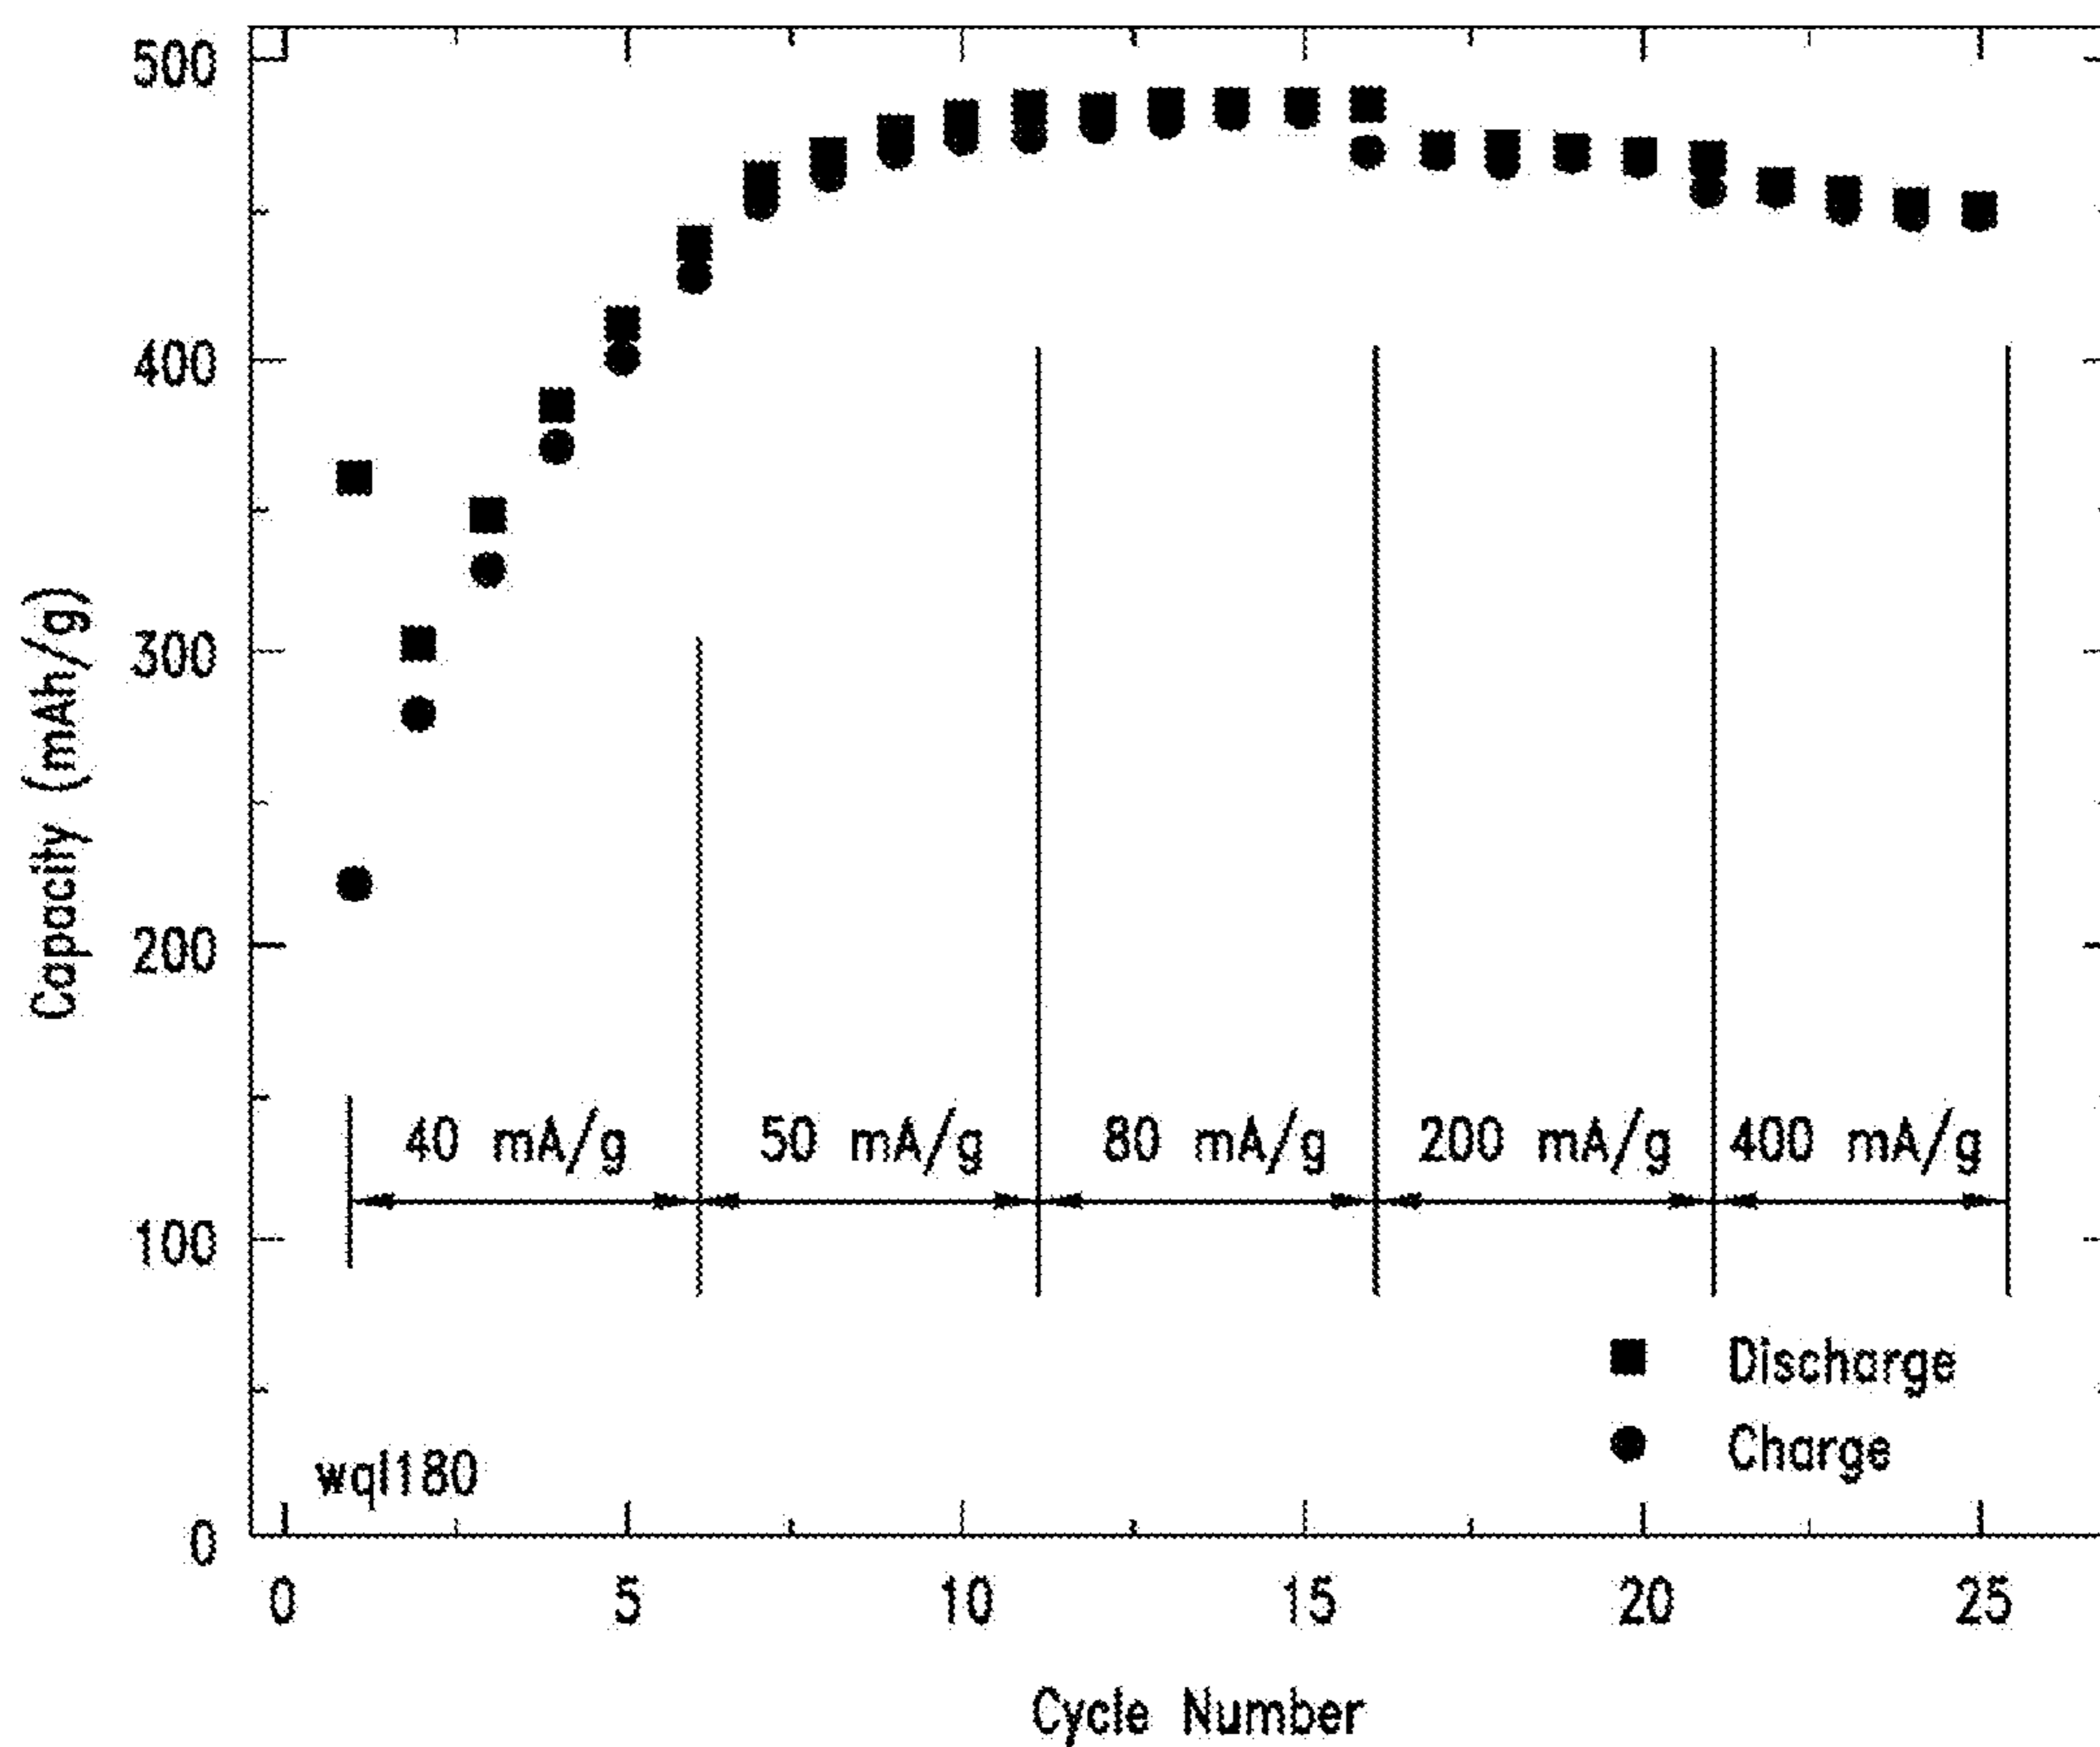 500
400
300
200
100
0
Capacity (mAh/g)
40 mA/g
50 mA/g
80 mA/g
200 mA/g
400 mA/g
Discharge
Charge
wql180
0
5
10
15
20
25
Cycle Number